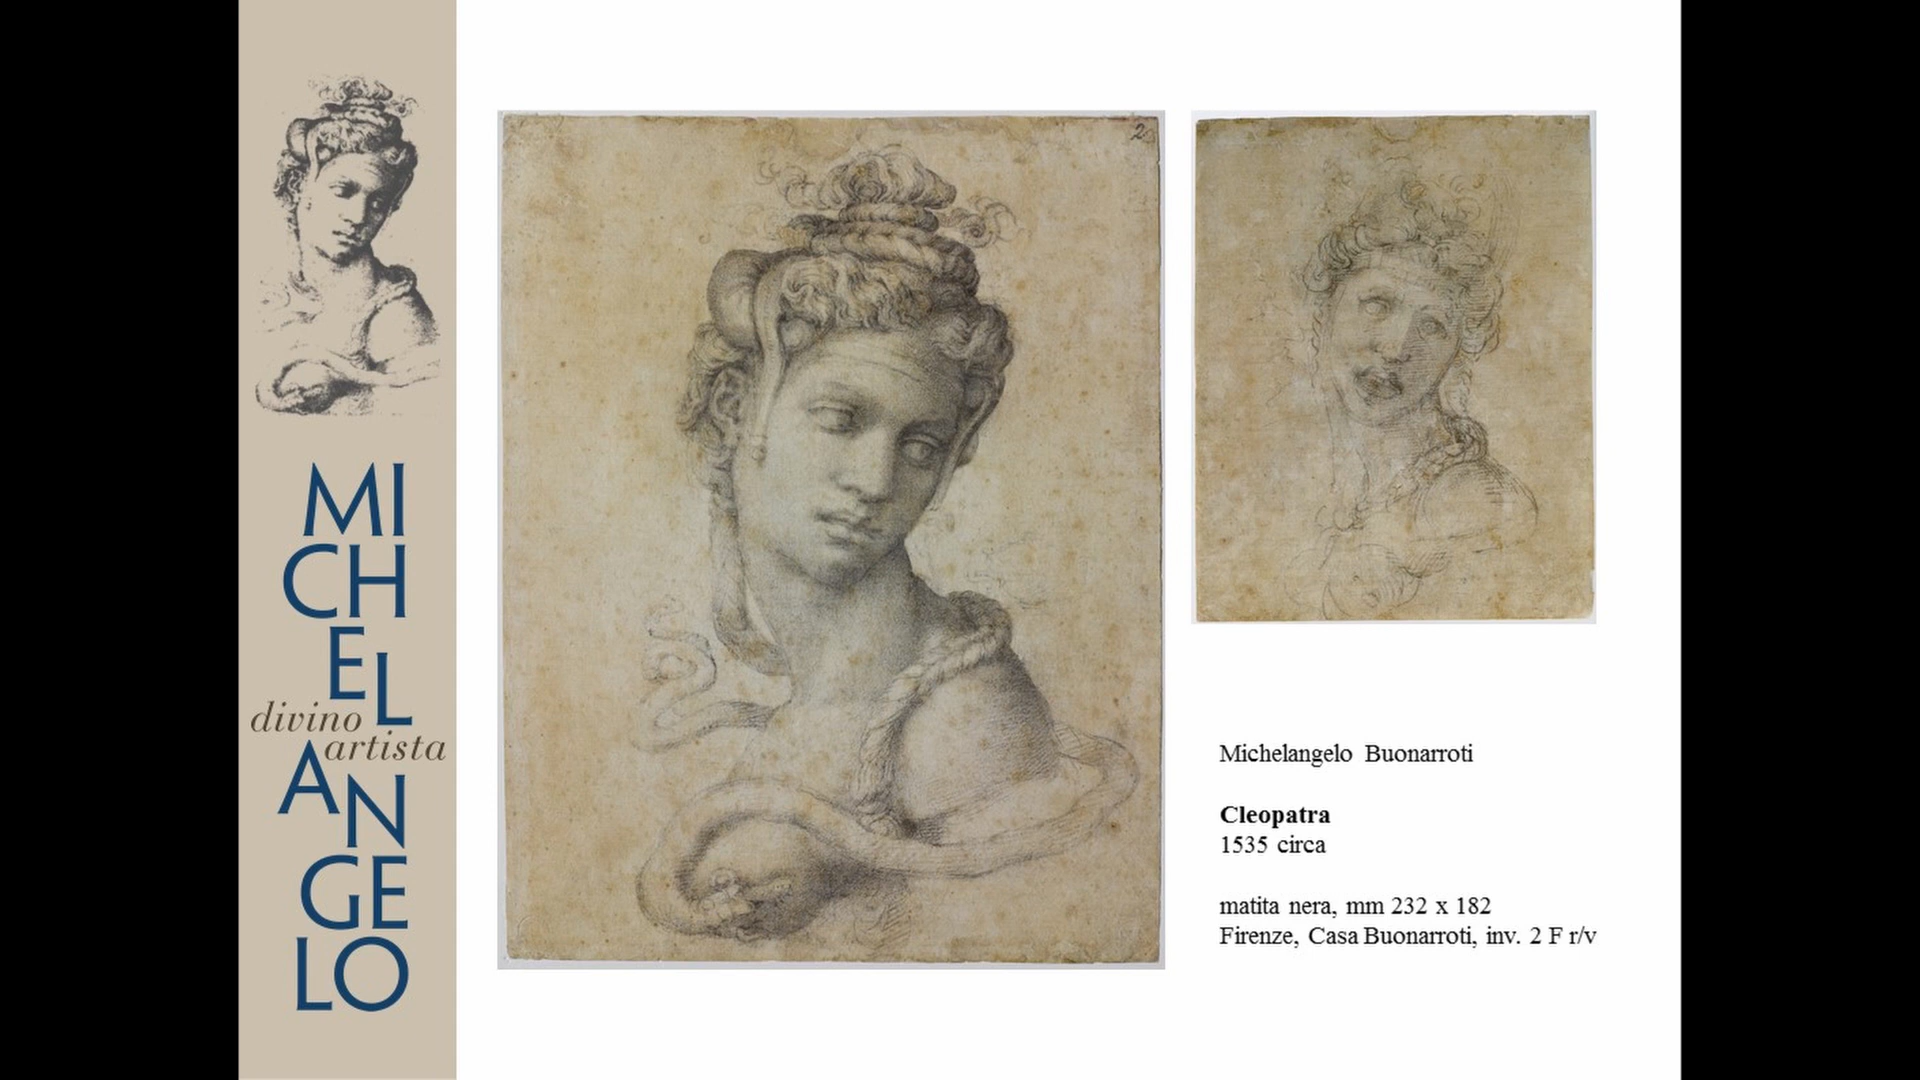 MI
CH
EL
divino
artista
AN
GE
LO
2
Michelangelo Buonarroti
Cleopatra
1535 circa
matita nera, mm 232 x 182
Firenze, Casa Buonarroti, inv. 2 F r/v